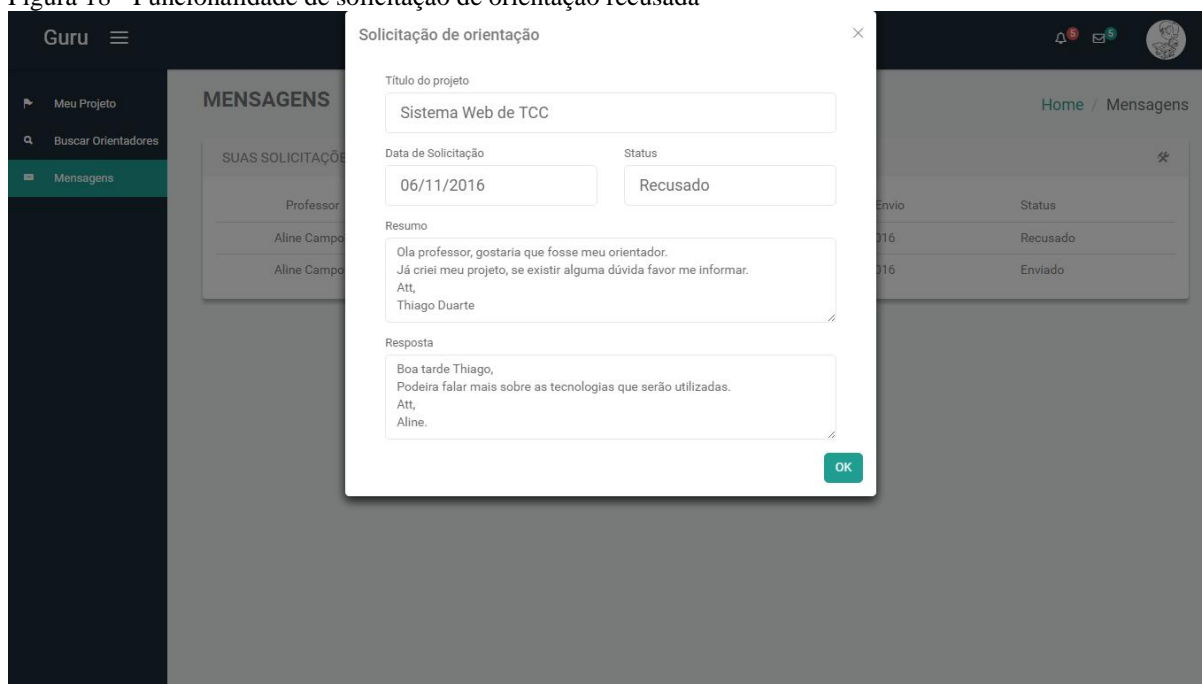 Figura 18 - Funcionalidade de solicitação de orientação recusada
Guru
5 5
Meu Projeto
Buscar Orientadores
Mensagens
MENSAGENS
Home / Mensagens
SUAS SOLICITAÇÕE
Professor Envio Status
Aline Campo 016 Recusado
Aline Campo 016 Enviado
Solicitação de orientação
Título do projeto
Sistema Web de TCC
Data de Solicitação Status
06/11/2016 Recusado
Resumo
Ola professor, gostaria que fosse meu orientador.
Já criei meu projeto, se existir alguma dúvida favor me informar.
Att,
Thiago Duarte
Resposta
Boa tarde Thiago,
Podeira falar mais sobre as tecnologias que serão utilizadas.
Att,
Aline.
OK